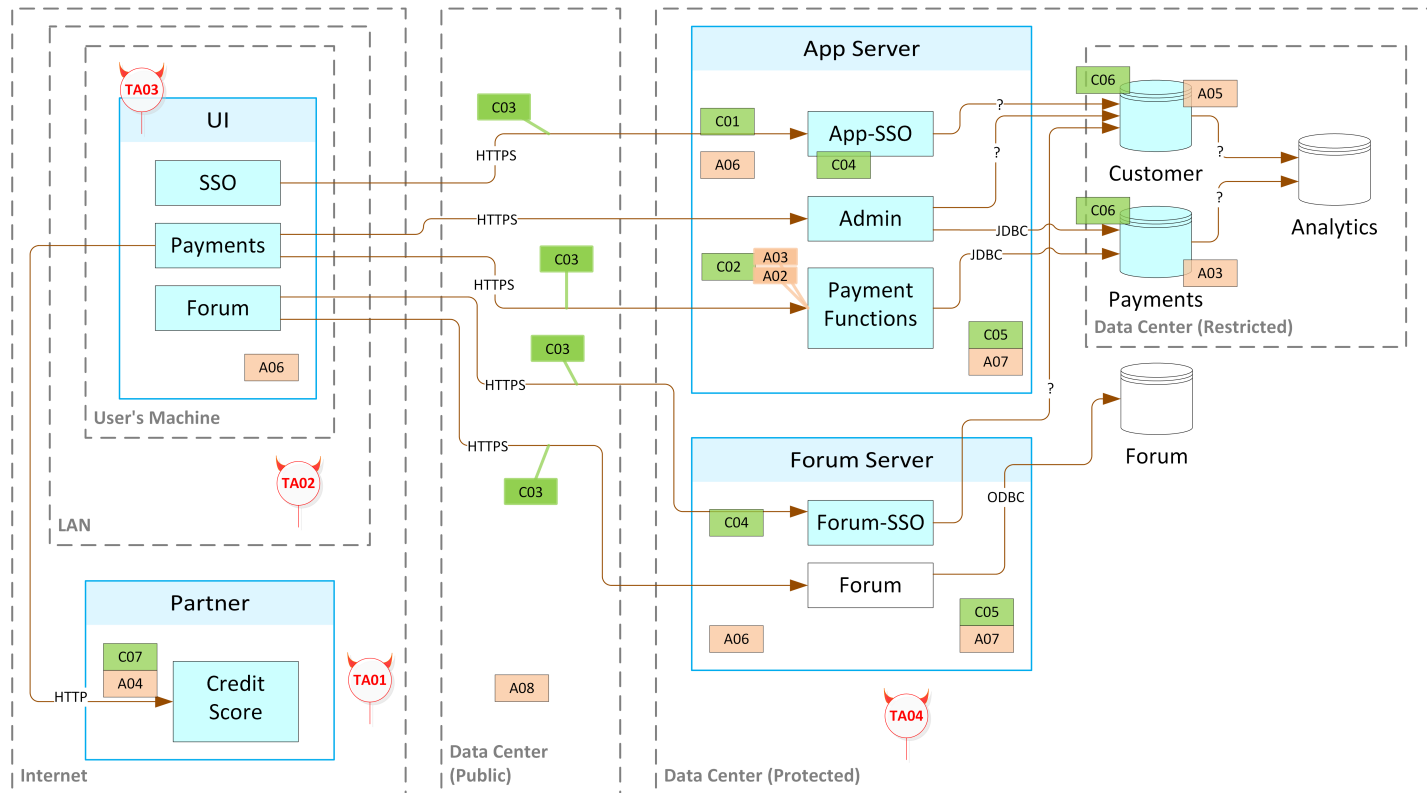 TA03
UI
SSO
Payments
Forum
A06
User's Machine
TA02
LAN
Partner
C07
A04
Credit
Score
HTTP
TA01
Internet
C03
HTTPS
HTTPS
C03
HTTPS
C03
HTTPS
HTTPS
C03
A08
Data Center
(Public)
App Server
C01
App-SSO
A06
C04
Admin
C02
A03
A02
Payment
Functions
C05
A07
?
?
JDBC
JDBC
Forum Server
C04
Forum-SSO
Forum
A06
C05
A07
?
ODBC
TA04
Data Center (Protected)
C06
A05
Customer
?
C06
?
A03
Payments
Analytics
Data Center (Restricted)
Forum